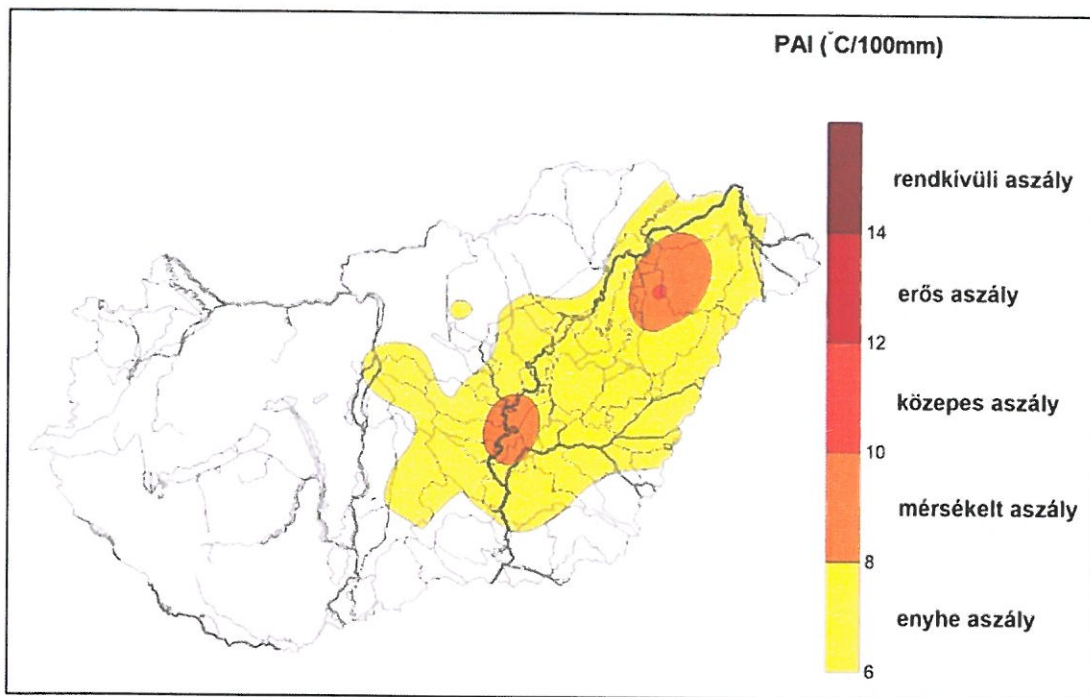 PAI (°C/100mm)
rendkívüli aszály
14
erős aszály
12
közepes aszály
10
mérsékelt aszály
8
enyhe aszály
6